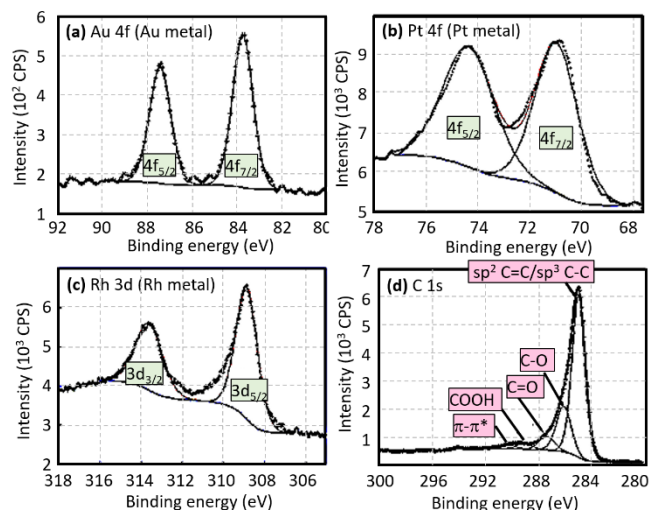 (a) Au 4f (Au metal)
Intensity (10² CPS)
6
5
4
3
2
1
4f5/2
4f7/2
92 90 88 86 84 82 80
Binding energy (eV)
(b) Pt 4f (Pt metal)
Intensity (10³ CPS)
9
8
7
6
5
4f5/2
4f7/2
78 76 74 72 70 68
Binding energy (eV)
(c) Rh 3d (Rh metal)
Intensity (10³ CPS)
7
6
5
4
3
2
3d3/2
3d5/2
318 316 314 312 310 308 306
Binding energy (eV)
(d) C 1s
Intensity (10³ CPS)
7
6
5
4
3
2
1
sp² C=C/sp³ C-C
C-O
C=O
COOH
π-π*
300 296 292 288 284 280
Binding energy (eV)